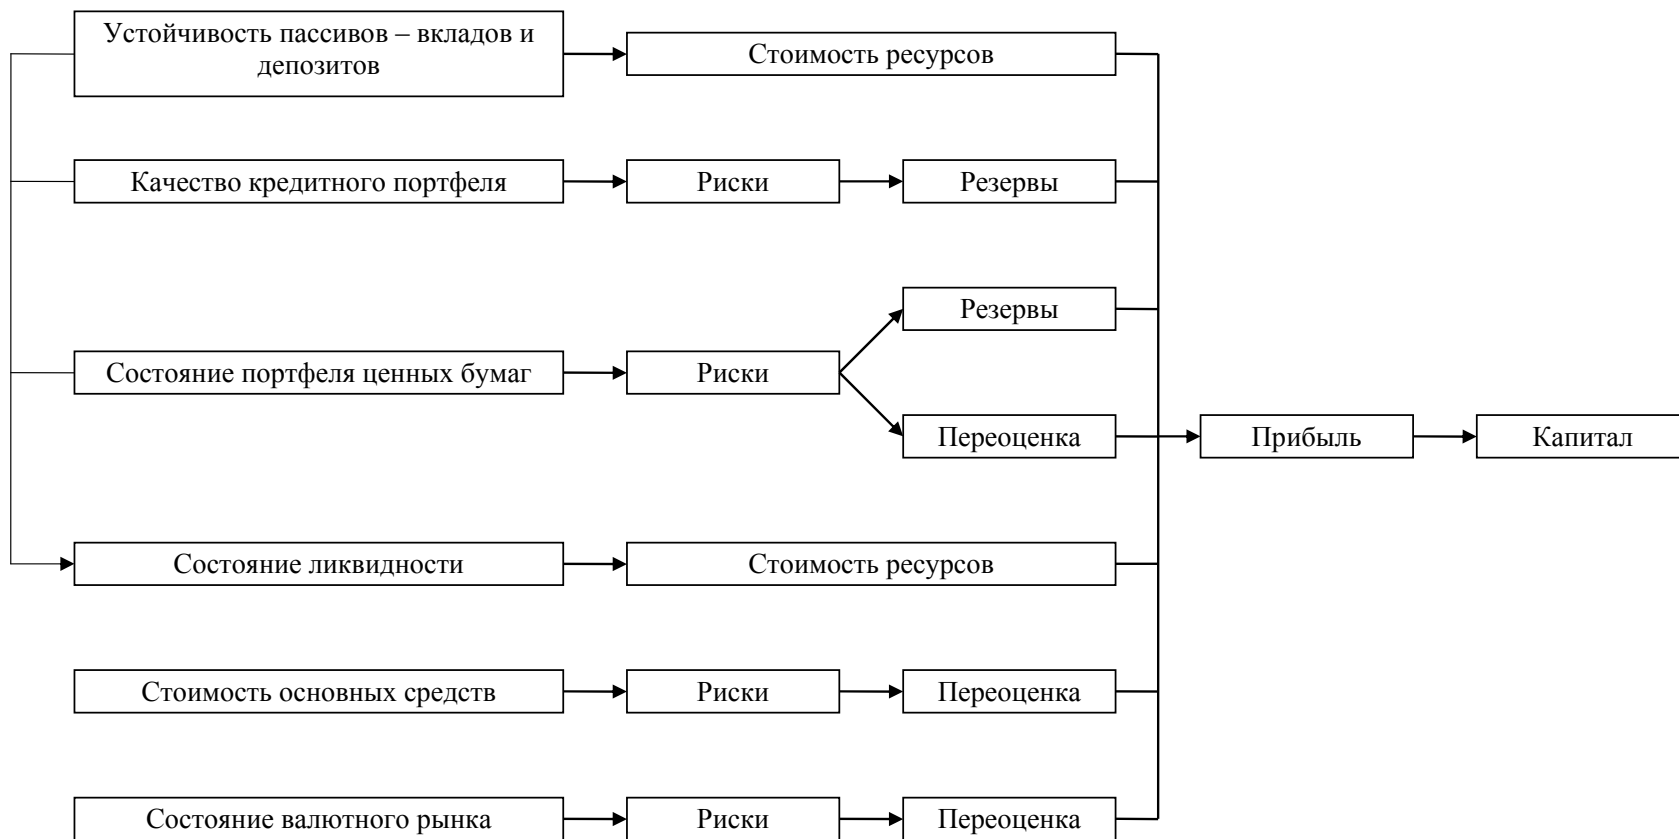 Устойчивость пассивов – вкладов и
депозитов
Стоимость ресурсов
Качество кредитного портфеля
Риски
Резервы
Резервы
Состояние портфеля ценных бумаг
Риски
Переоценка
Прибыль
Капитал
Состояние ликвидности
Стоимость ресурсов
Стоимость основных средств
Риски
Переоценка
Состояние валютного рынка
Риски
Переоценка